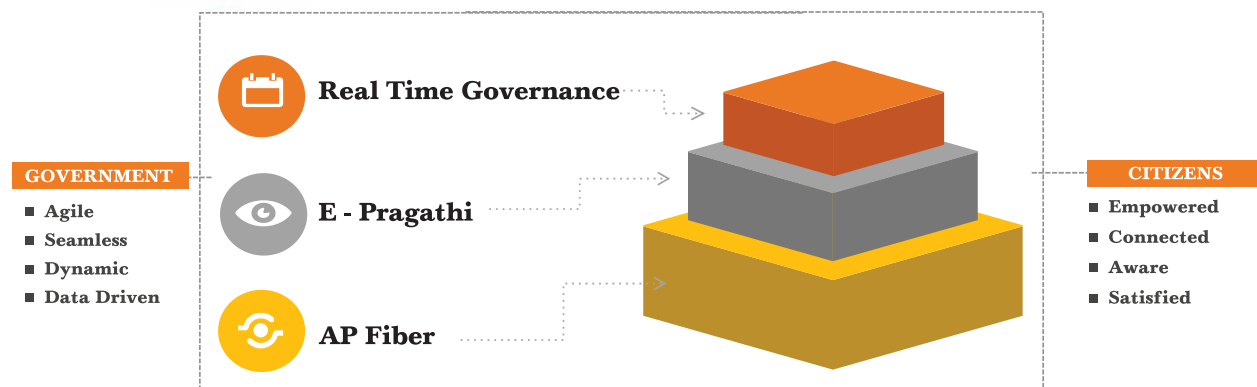 Real Time Governance
E - Pragathi
AP Fiber
GOVERNMENT
Agile
Seamless
Dynamic
Data Driven
CITIZENS
Empowered
Connected
Aware
Satisfied